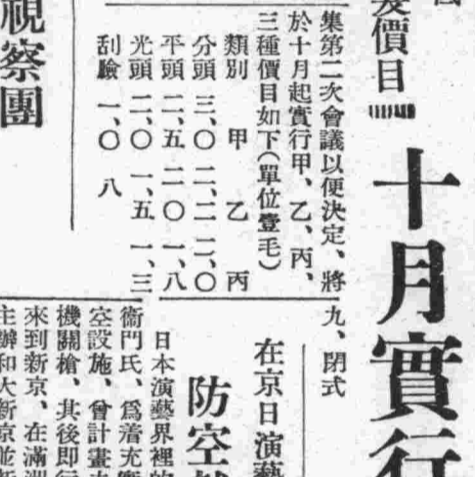 價目
十月實行
集第二次會議以便決定、將
於十月起實行甲、乙、丙、
三種價目如下(單位壹毛)
類別 甲 乙 丙
分頭 三、〇 二、二 二、〇
平頭 二、五 二〇 一、八
光頭 二、〇 一、五 一、三
刮臉 一、〇 八
視察團
九、閉式
在京日演藝
防空
日本演藝界裡的
衞門氏、爲着充實
空設施、曾計畫
機關槍、其後即行
來到新京、在滿洲
主辦和大新京並